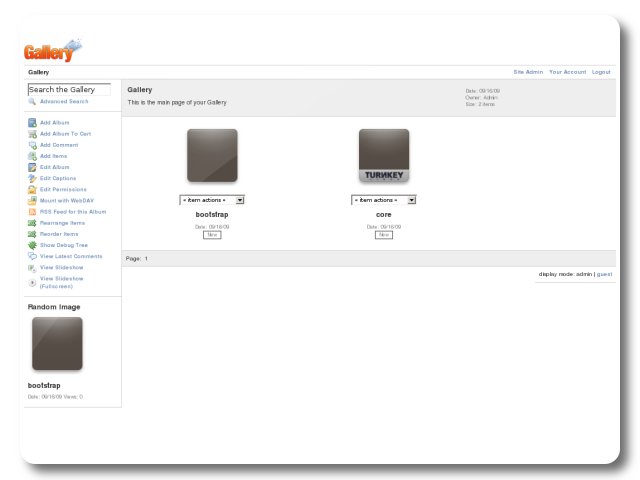 Gallery
Gallery
Site Admin Your Account Logout
Search the Gallery
Advanced Search
Add Album
Add Album To Cart
Add Comment
Add Items
Edit Album
Edit Captions
Edit Permissions
Mount with WebDAV
RSS Feed for this Album
Rearrange Items
Reorder Items
Show Debug Tree
View Latest Comments
View Slideshow
View Slideshow
(Fullscreen)
Random Image
bootstrap
Date: 09/16/09 Views: 0
Gallery
This is the main page of your Gallery
Date: 09/16/09
Owner: Admin
Size: 2 items
« item actions »
bootstrap
Date: 09/16/09
New
TURNKEY
« item actions »
core
Date: 09/16/09
New
Page: 1
display mode: admin | guest